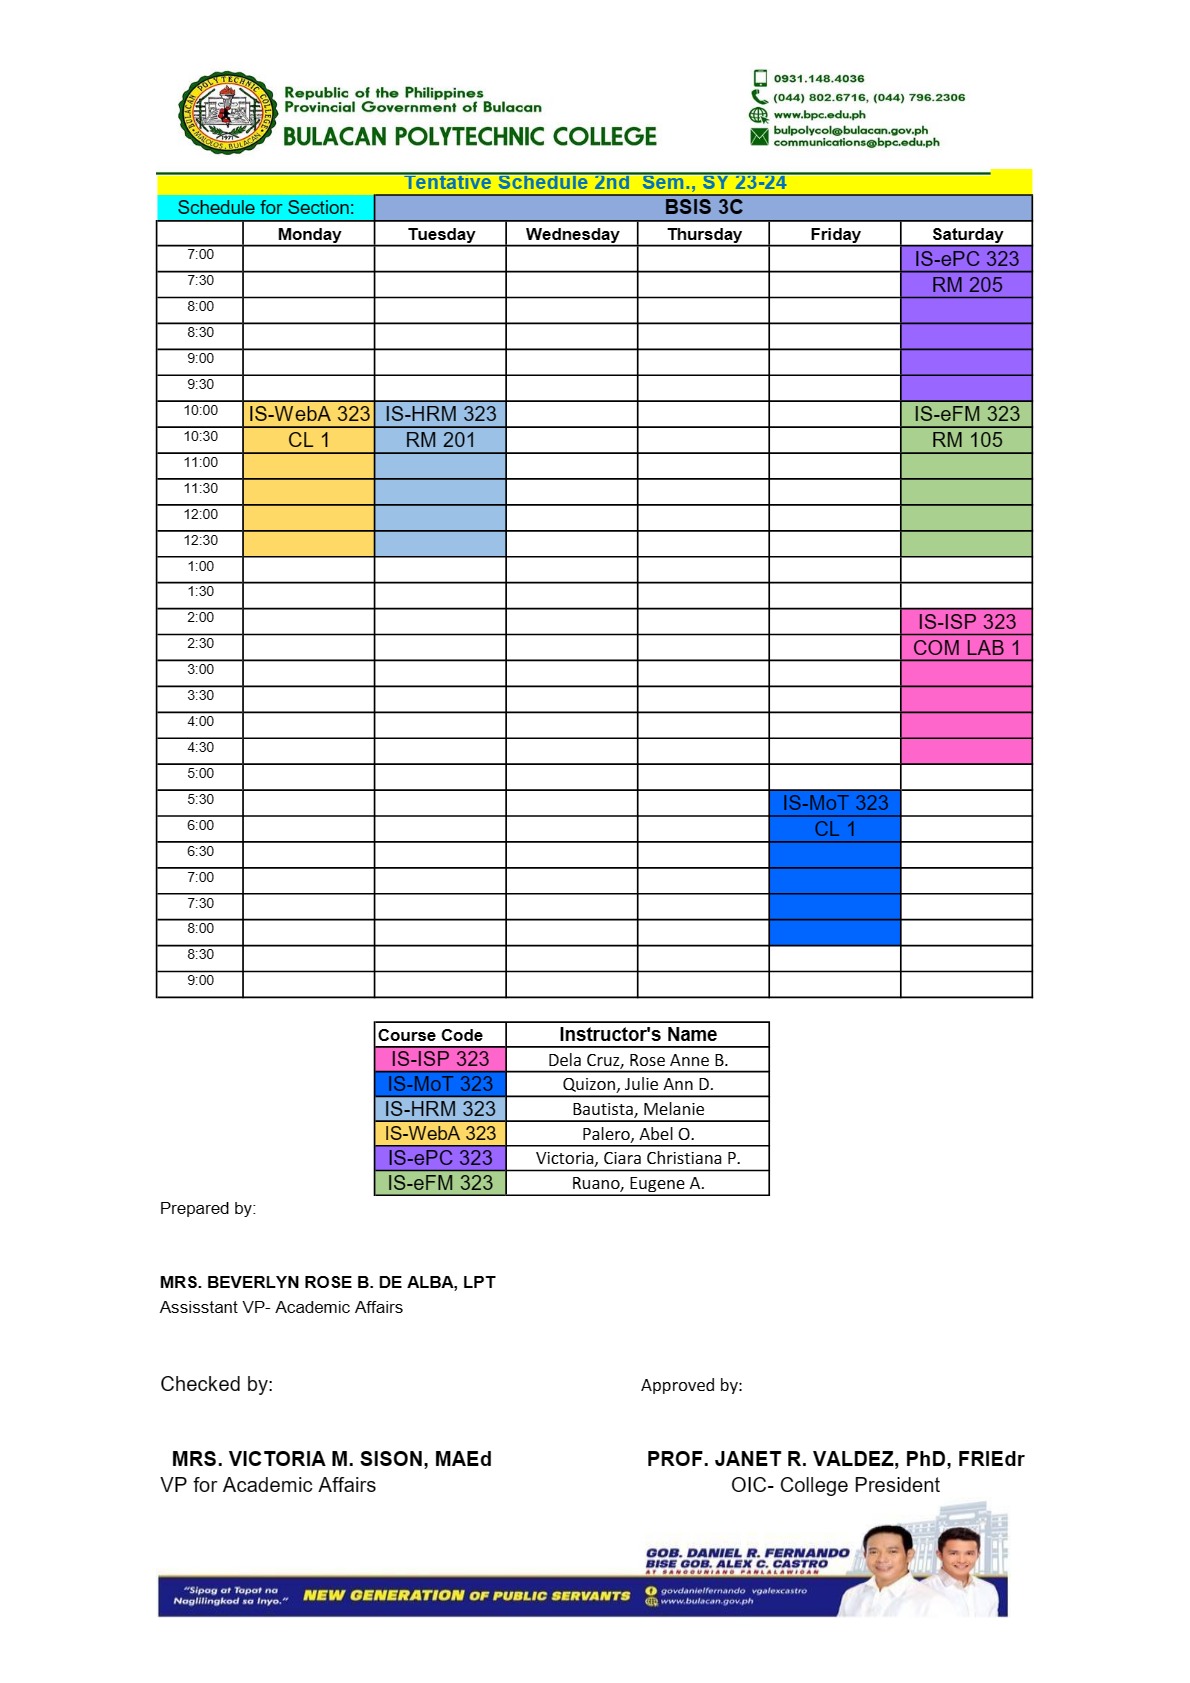 BULACAN POLYTECHNIC COLLEGE
MALOLOS, BULACAN
1971
Republic of the Philippines
Provincial Government of Bulacan
BULACAN POLYTECHNIC COLLEGE
0931.148.4036
(044) 802.6716, (044) 796.2306
www.bpc.edu.ph
bulpolycol@bulacan.gov.ph
communications@bpc.edu.ph
Tentative Schedule 2nd Sem., SY 23-24
Schedule for Section: BSIS 3C
Monday Tuesday Wednesday Thursday Friday Saturday
7:00 IS-ePC 323
7:30 RM 205
8:00
8:30
9:00
9:30
10:00 IS-WebA 323 IS-HRM 323 IS-eFM 323
10:30 CL 1 RM 201 RM 105
11:00
11:30
12:00
12:30
1:00
1:30
2:00 IS-ISP 323
2:30 COM LAB 1
3:00
3:30
4:00
4:30
5:00
5:30 IS-MoT 323
6:00 CL 1
6:30
7:00
7:30
8:00
8:30
9:00
Course Code Instructor's Name
IS-ISP 323 Dela Cruz, Rose Anne B.
IS-MoT 323 Quizon, Julie Ann D.
IS-HRM 323 Bautista, Melanie
IS-WebA 323 Palero, Abel O.
IS-ePC 323 Victoria, Ciara Christiana P.
IS-eFM 323 Ruano, Eugene A.
Prepared by:
MRS. BEVERLYN ROSE B. DE ALBA, LPT
Assisstant VP- Academic Affairs
Checked by: Approved by:
MRS. VICTORIA M. SISON, MAEd PROF. JANET R. VALDEZ, PhD, FRIEdr
VP for Academic Affairs OIC- College President
GOB. DANIEL R. FERNANDO
BISE GOB. ALEX C. CASTRO
AT SANGGUNIANG PANLALAWIGAN
"Sipag at Tapat na
Naglilingkod sa Inyo."
NEW GENERATION OF PUBLIC SERVANTS
govdanielfernando vgalexcastro
www.bulacan.gov.ph